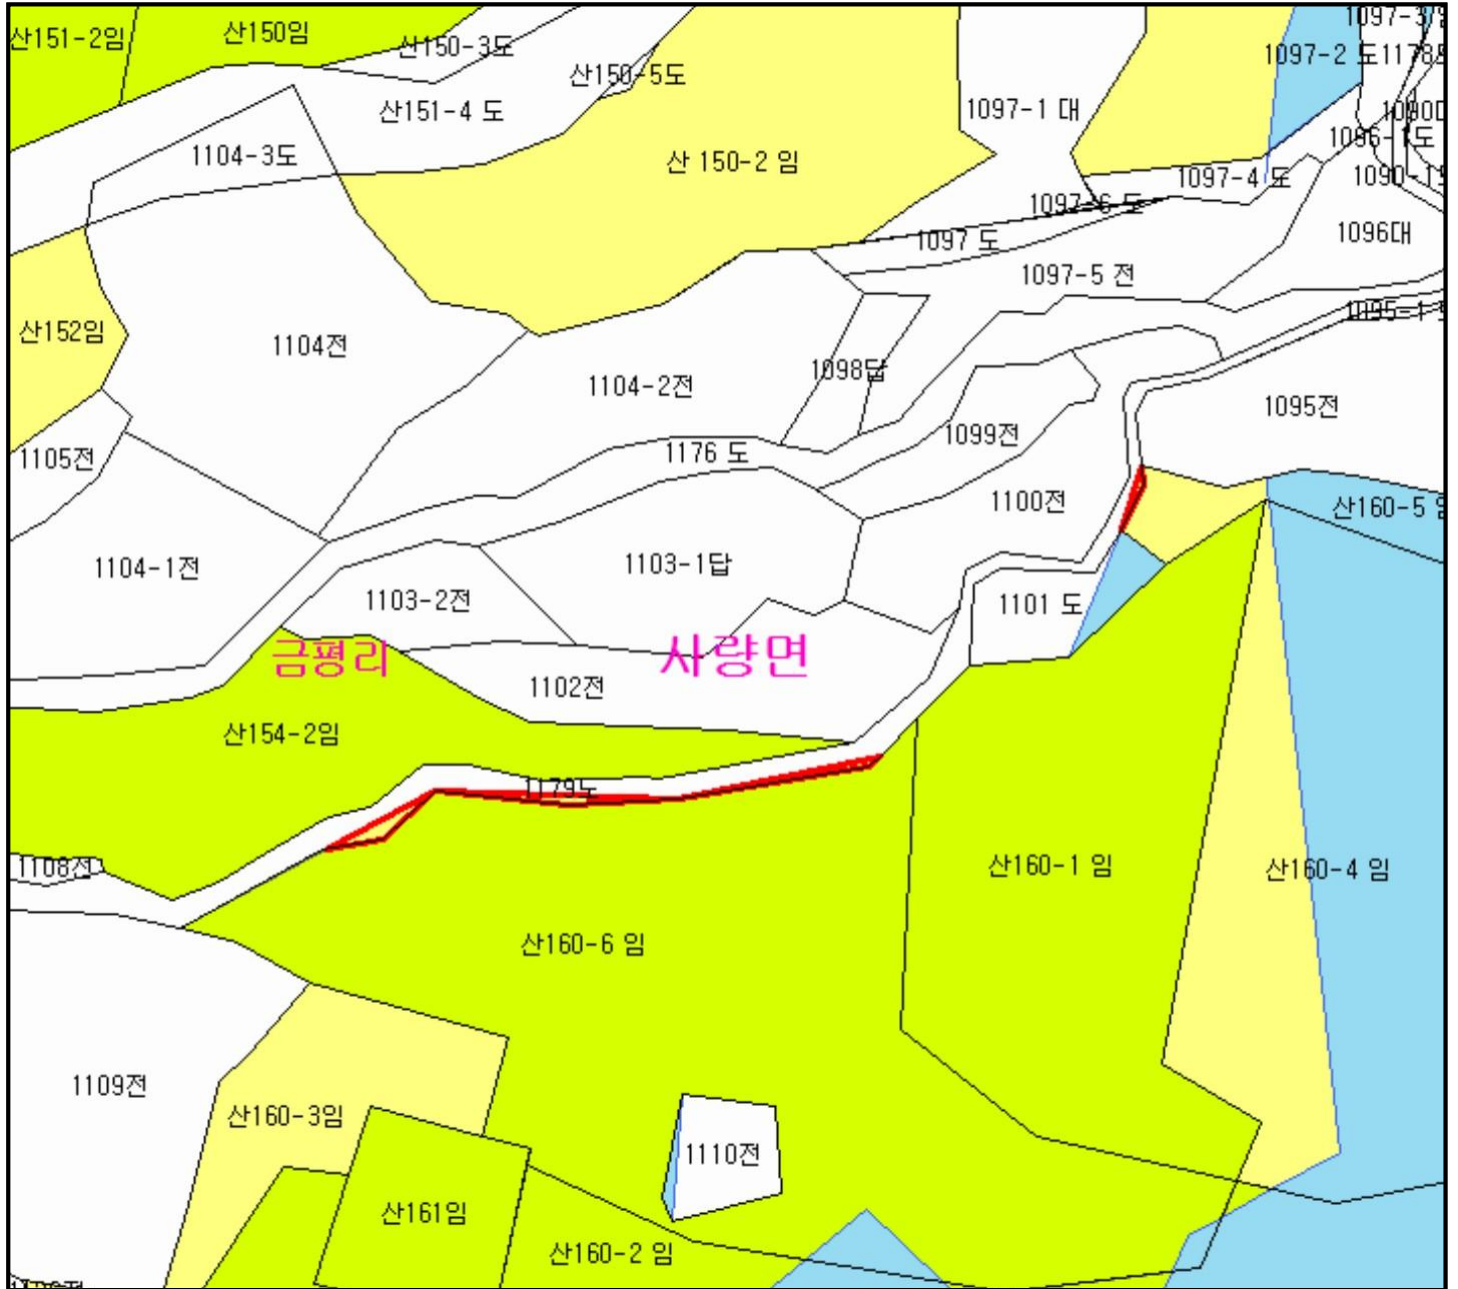 산151-2임
산150임
산150-3도
산150-5도
산151-4 도
1104-3도
산 150-2 임
1097-1 대
1097-2 도
1097-4 도
1096-1도
1097-6 도
1097 도
1096대
1097-5 전
산152임
1104전
1104-2전
1098답
1099전
1095전
1105전
1176 도
1100전
산160-5
1104-1전
1103-2전
1103-1답
1101 도
금평리
사량면
1102전
산154-2임
1108전
산160-1 임
산160-4 임
산160-6 임
1109전
산160-3임
1110전
산161임
산160-2 임